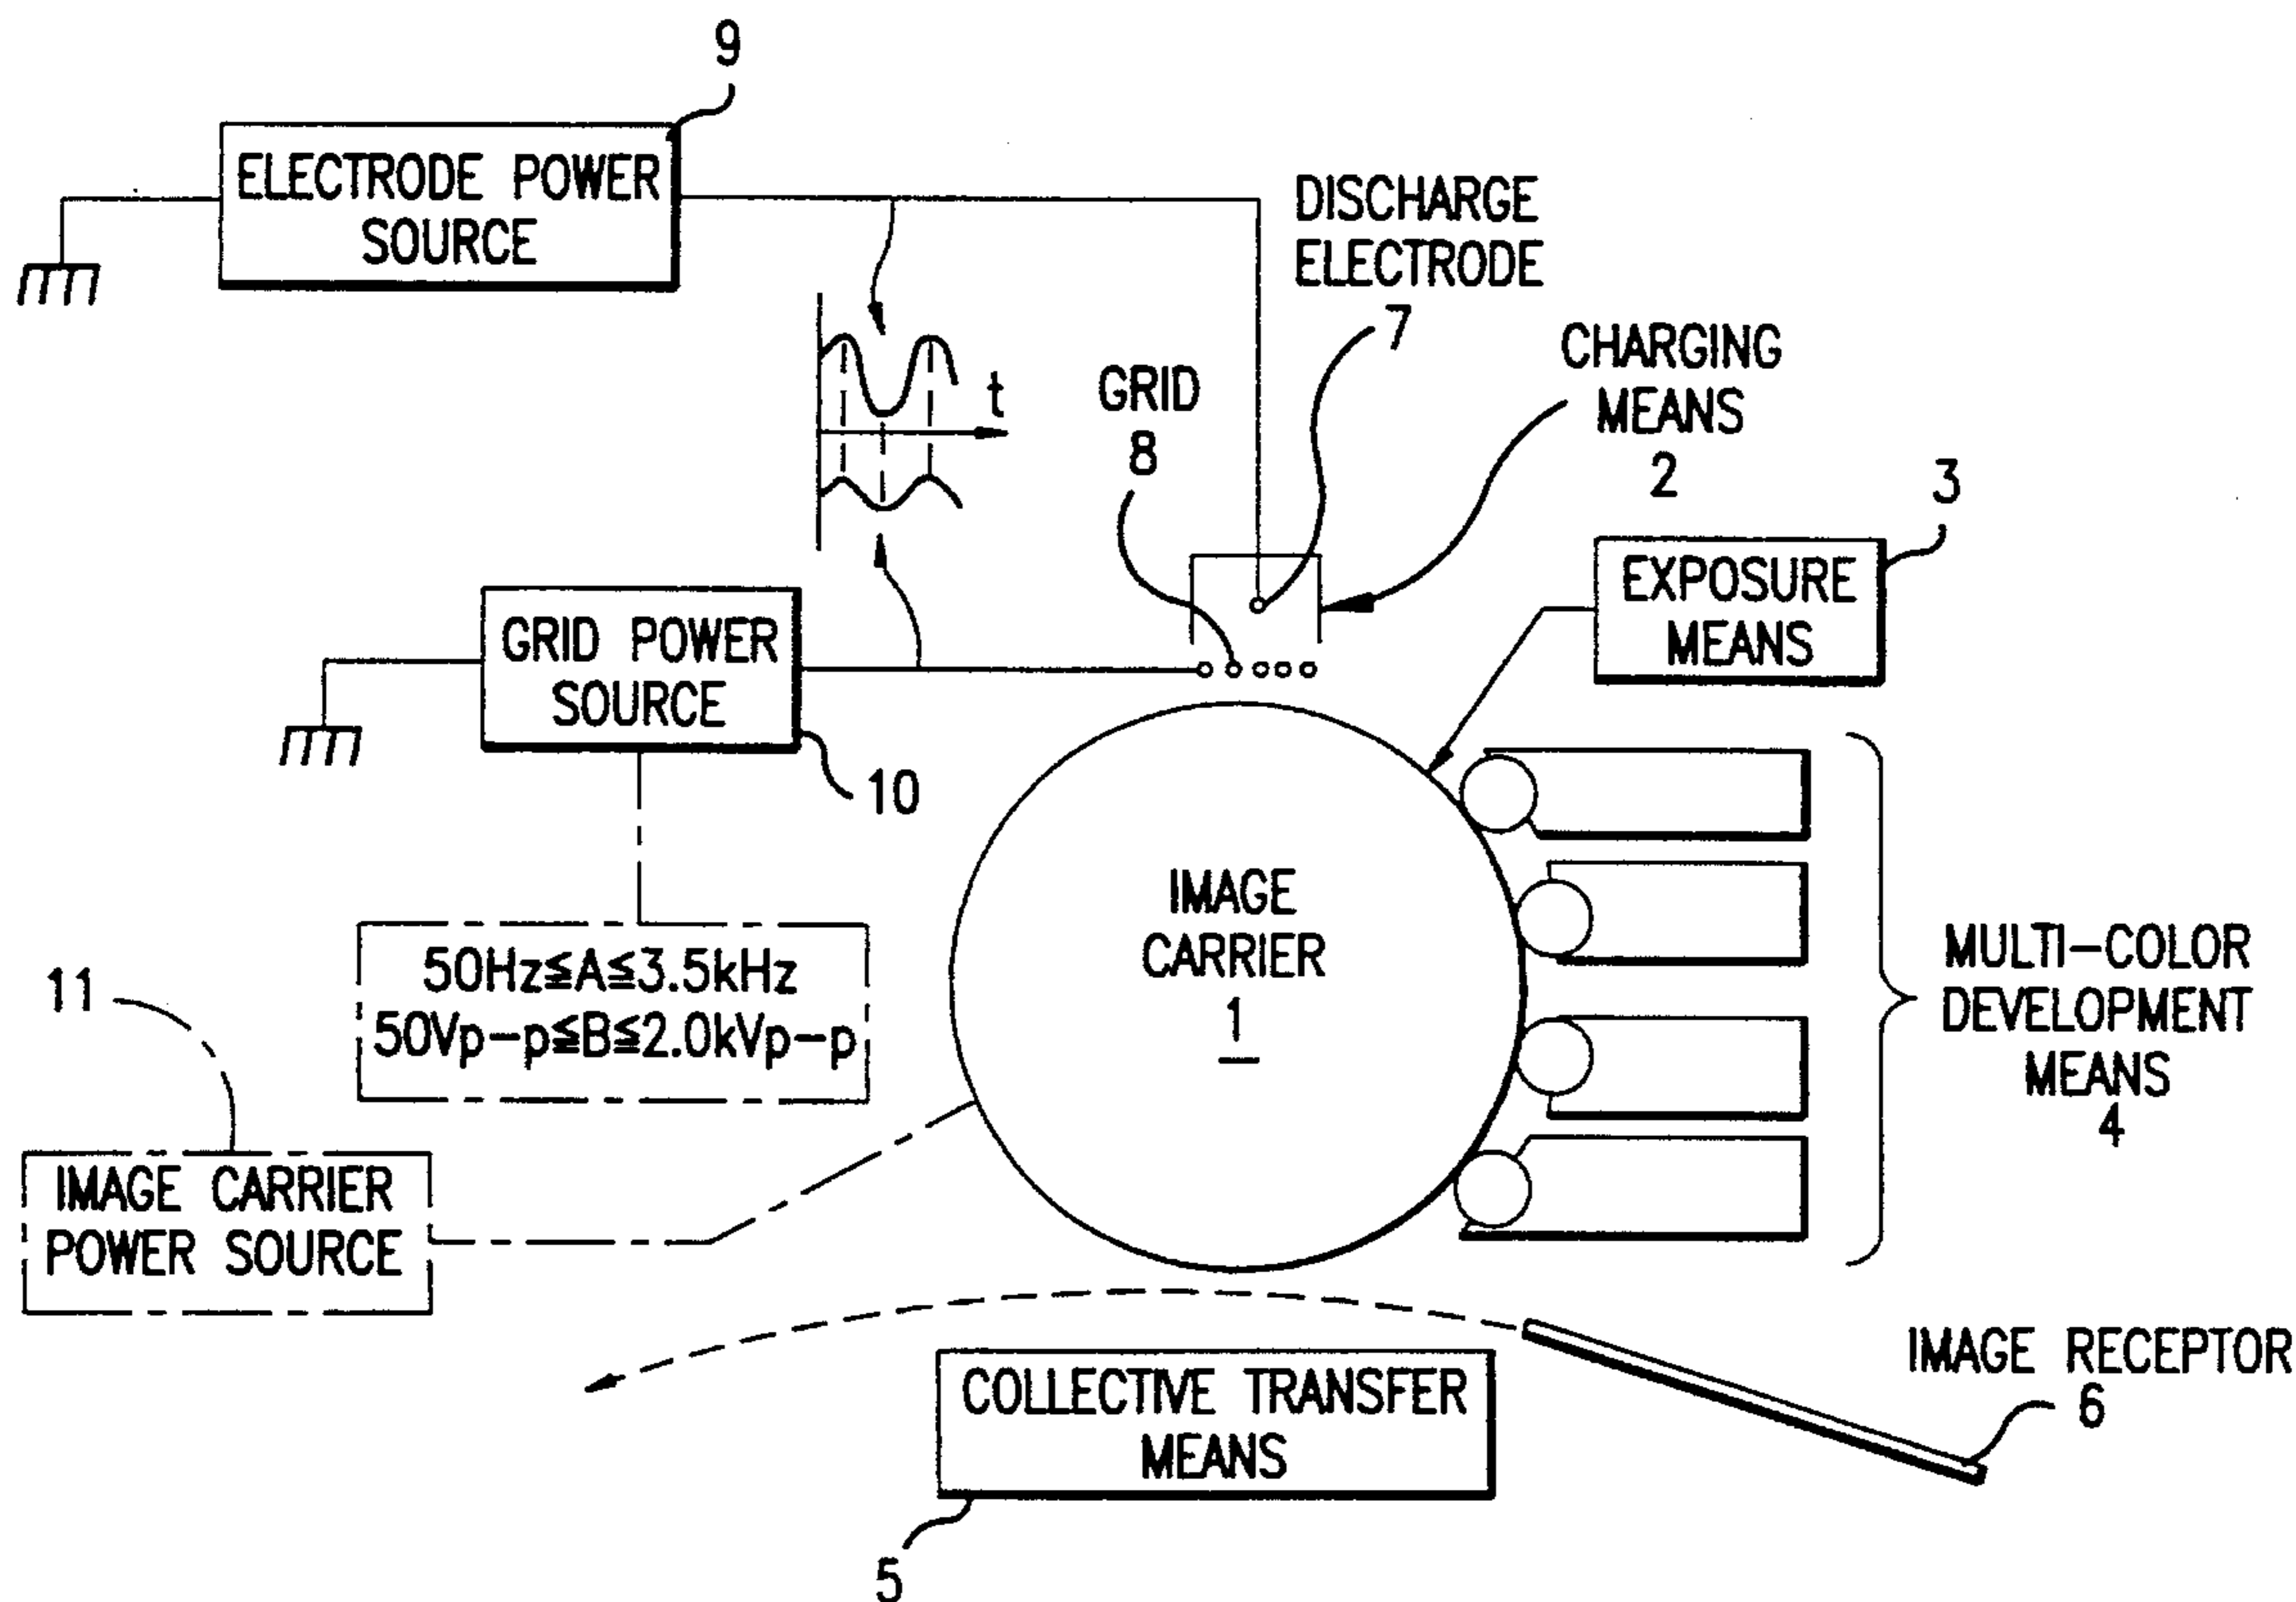 9
ELECTRODE POWER
SOURCE
DISCHARGE
ELECTRODE
7
CHARGING
MEANS
2
GRID
8
t
3
EXPOSURE
MEANS
GRID POWER
SOURCE
10
50Hz≦A≦3.5kHz
50Vp-p≦B≦2.0kVp-p
IMAGE
CARRIER
1
MULTI-COLOR
DEVELOPMENT
MEANS
4
11
IMAGE CARRIER
POWER SOURCE
IMAGE RECEPTOR
6
COLLECTIVE TRANSFER
MEANS
5